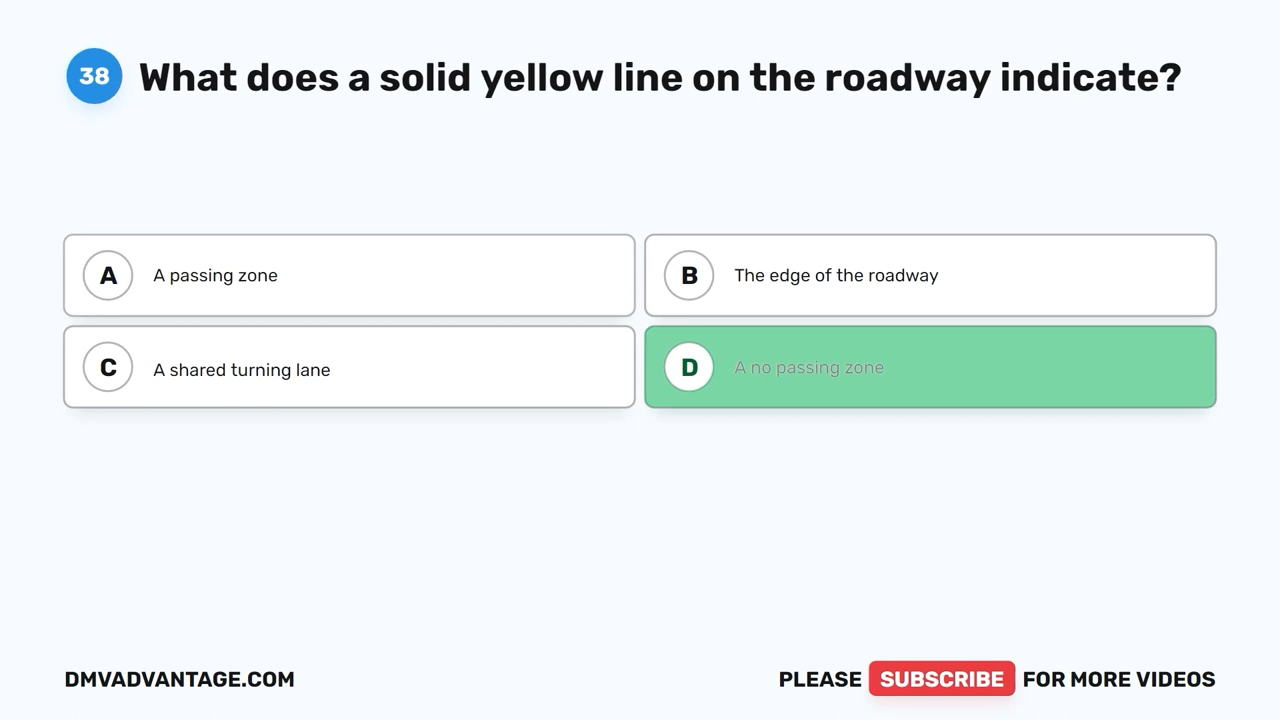 38 What does a solid yellow line on the roadway indicate?
A A passing zone
B The edge of the roadway
C A shared turning lane
D A no passing zone
DMVADVANTAGE.COM
PLEASE SUBSCRIBE FOR MORE VIDEOS